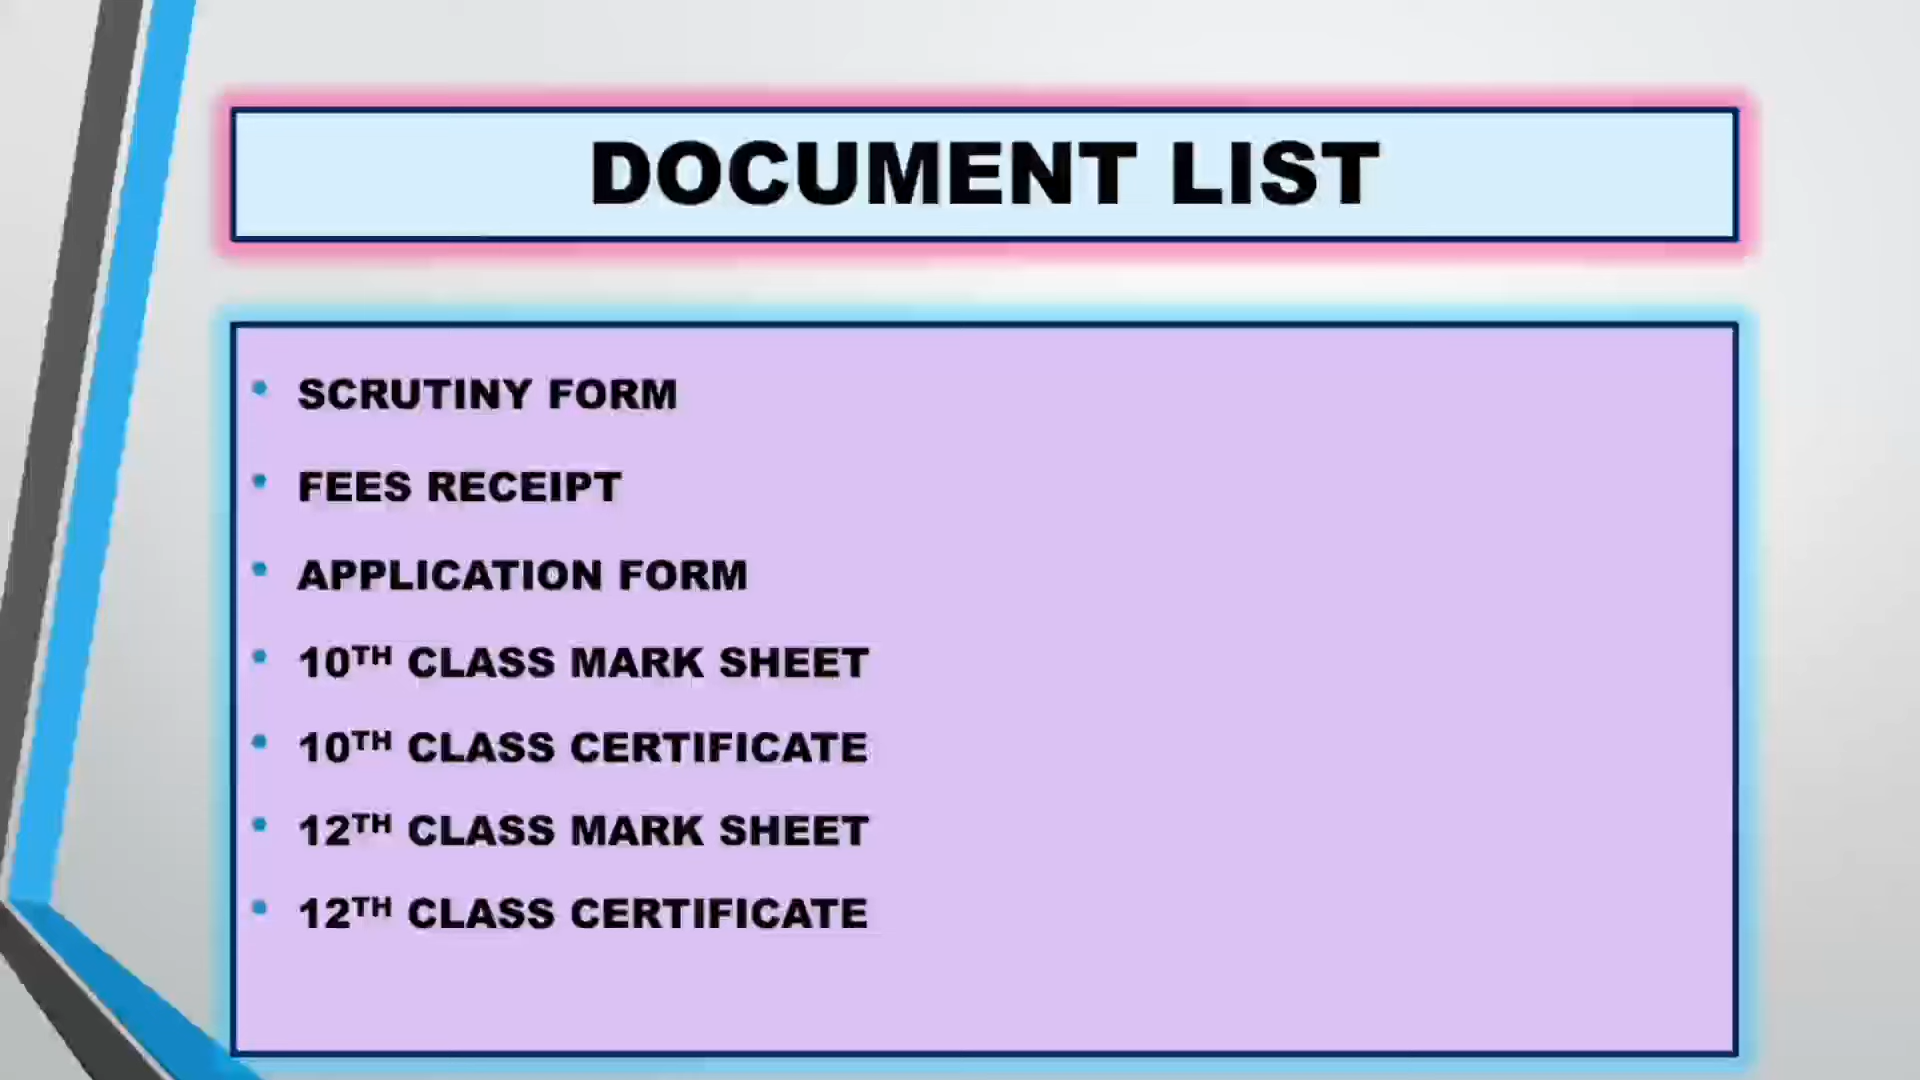 DOCUMENT LIST
• SCRUTINY FORM
• FEES RECEIPT
• APPLICATION FORM
• 10TH CLASS MARK SHEET
• 10TH CLASS CERTIFICATE
• 12TH CLASS MARK SHEET
• 12TH CLASS CERTIFICATE